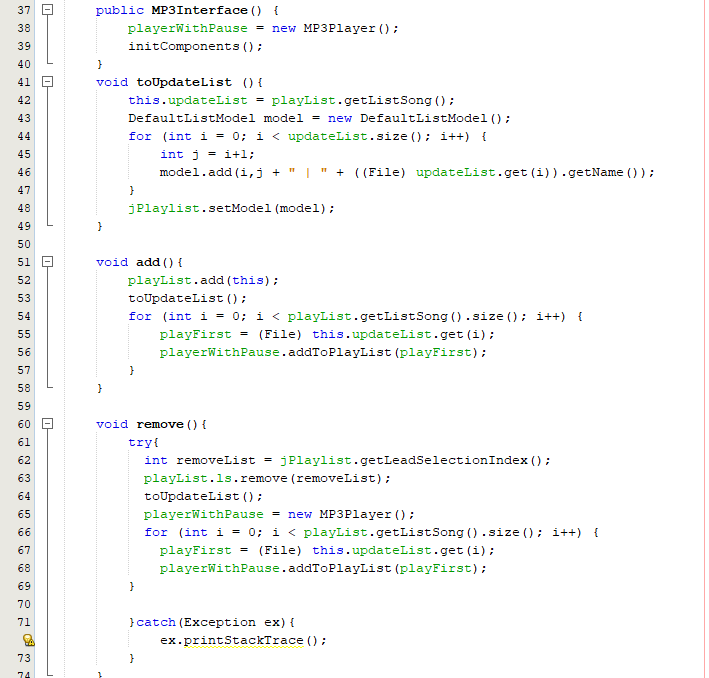 37 public MP3Interface() {
38 playerWithPause = new MP3Player();
39 initComponents();
40 }
41 void toUpdateList (){
42 this.updateList = playList.getListSong();
43 DefaultListModel model = new DefaultListModel();
44 for (int i = 0; i < updateList.size(); i++) {
45 int j = i+1;
46 model.add(i,j + " | " + ((File) updateList.get(i)).getName());
47 }
48 jPlaylist.setModel(model);
49 }
50
51 void add(){
52 playList.add(this);
53 toUpdateList();
54 for (int i = 0; i < playList.getListSong().size(); i++) {
55 playFirst = (File) this.updateList.get(i);
56 playerWithPause.addToPlayList(playFirst);
57 }
58 }
59
60 void remove(){
61 try{
62 int removeList = jPlaylist.getLeadSelectionIndex();
63 playList.ls.remove(removeList);
64 toUpdateList();
65 playerWithPause = new MP3Player();
66 for (int i = 0; i < playList.getListSong().size(); i++) {
67 playFirst = (File) this.updateList.get(i);
68 playerWithPause.addToPlayList(playFirst);
69 }
70
71 }catch(Exception ex){
ex.printStackTrace();
73 }
74 }